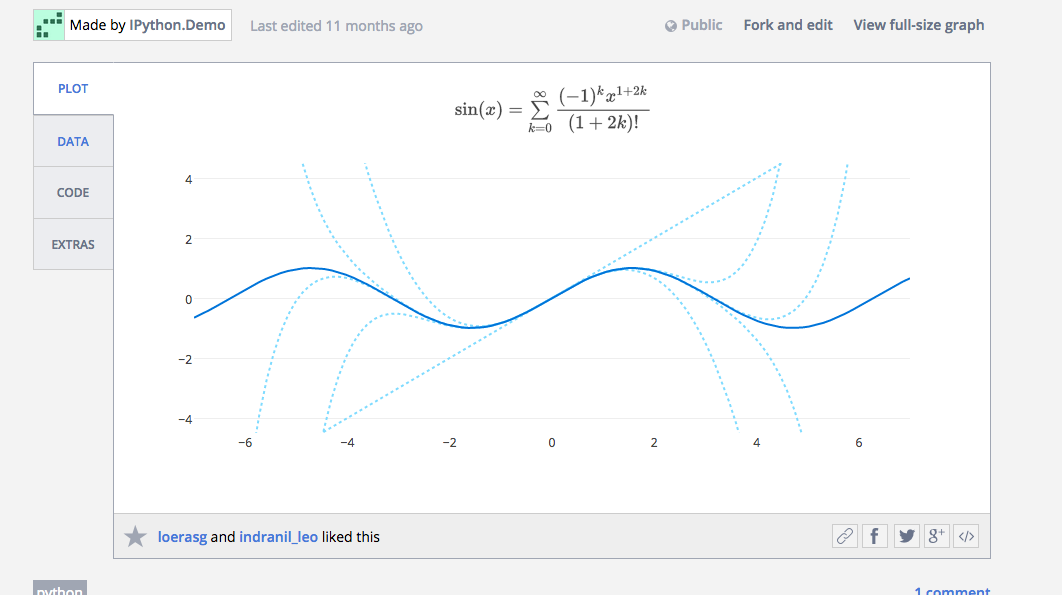 Made by IPython.Demo Last edited 11 months ago Public Fork and edit View full-size graph
PLOT
DATA
CODE
EXTRAS
sin(x) = ∑_{k=0}^{∞} \frac{(-1)^k x^{1+2k}}{(1 + 2k)!}
4
2
0
−2
−4
−6 −4 −2 0 2 4 6
loerasg and indranil_leo liked this
python 1 comment